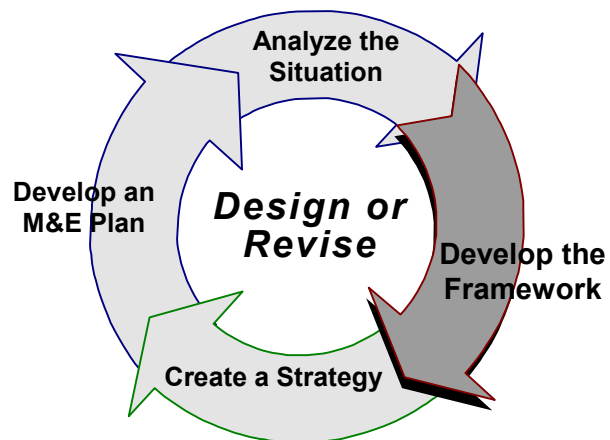 Analyze the
Situation
Develop an
M&E Plan
Design or
Revise
Develop the
Framework
Create a Strategy